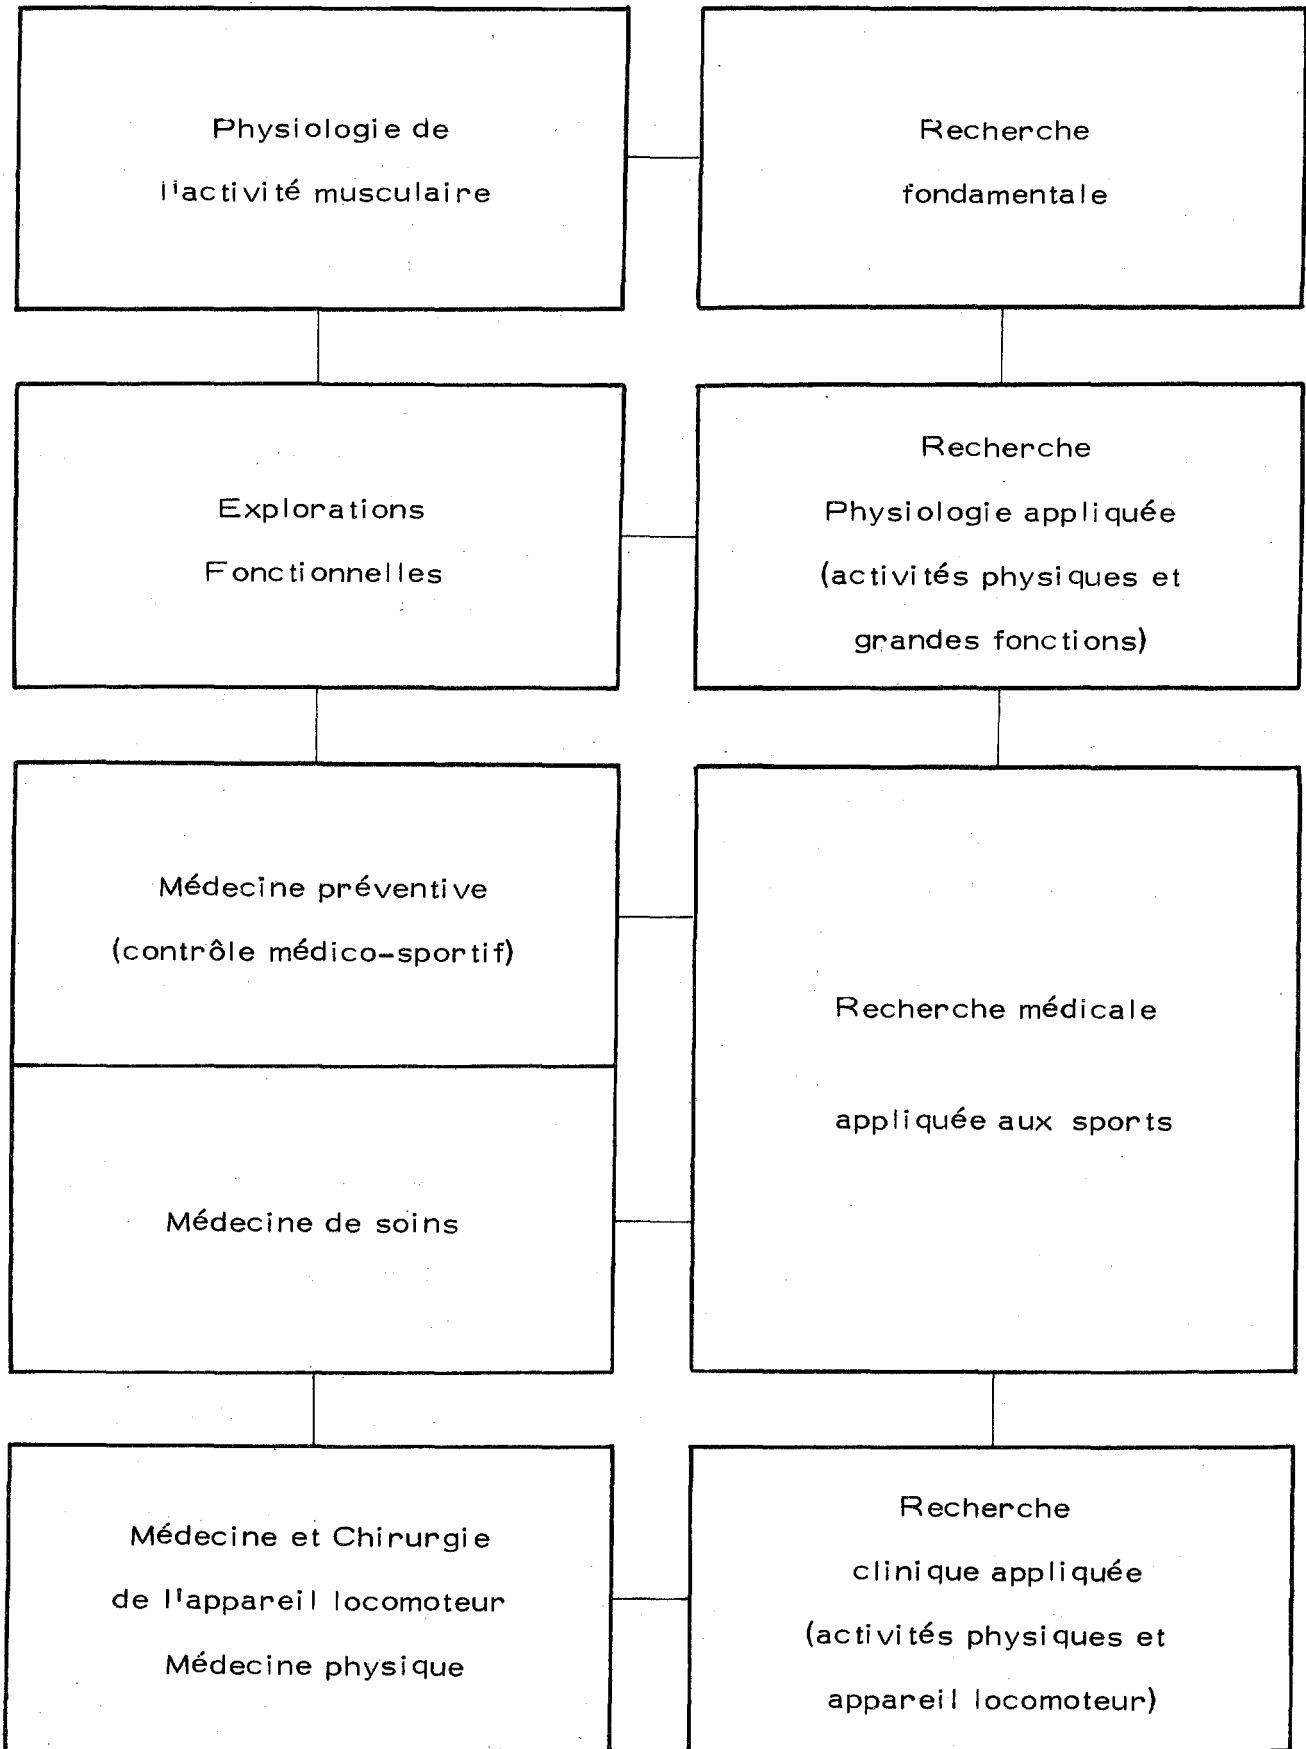 Physiologie de
l'activité musculaire
Recherche
fondamentale
Explorations
Fonctionnelles
Recherche
Physiologie appliquée
(activités physiques et
grandes fonctions)
Médecine préventive
(contrôle médico-sportif)
Médecine de soins
Recherche médicale
appliquée aux sports
Médecine et Chirurgie
de l'appareil locomoteur
Médecine physique
Recherche
clinique appliquée
(activités physiques et
appareil locomoteur)